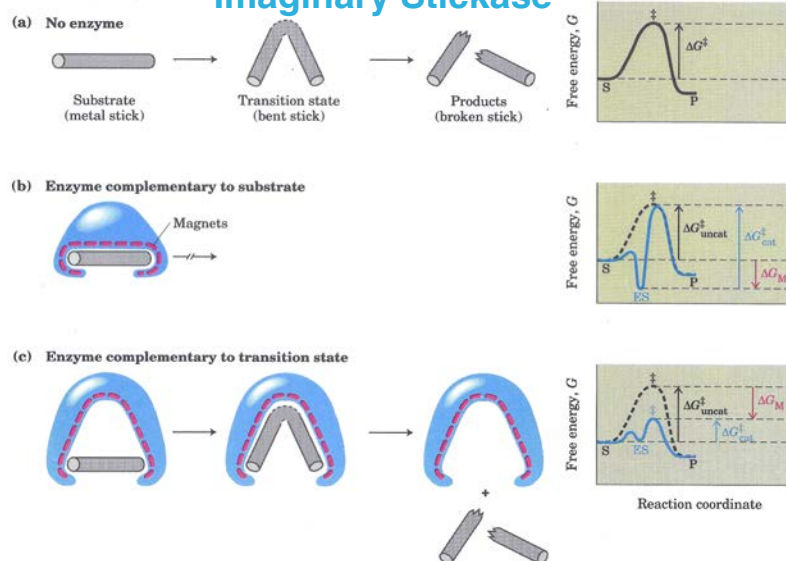 Imaginary Stickase
(a) No enzyme
Substrate
(metal stick)
Transition state
(bent stick)
Products
(broken stick)
Free energy, G
‡
ΔG‡
S
P
(b) Enzyme complementary to substrate
Magnets
Free energy, G
‡
ΔG‡uncat
ΔG‡cat
ΔGM
S
ES
P
(c) Enzyme complementary to transition state
+
Free energy, G
‡
‡
ΔG‡uncat
ΔGM
ΔG‡cat
S
ES
P
Reaction coordinate